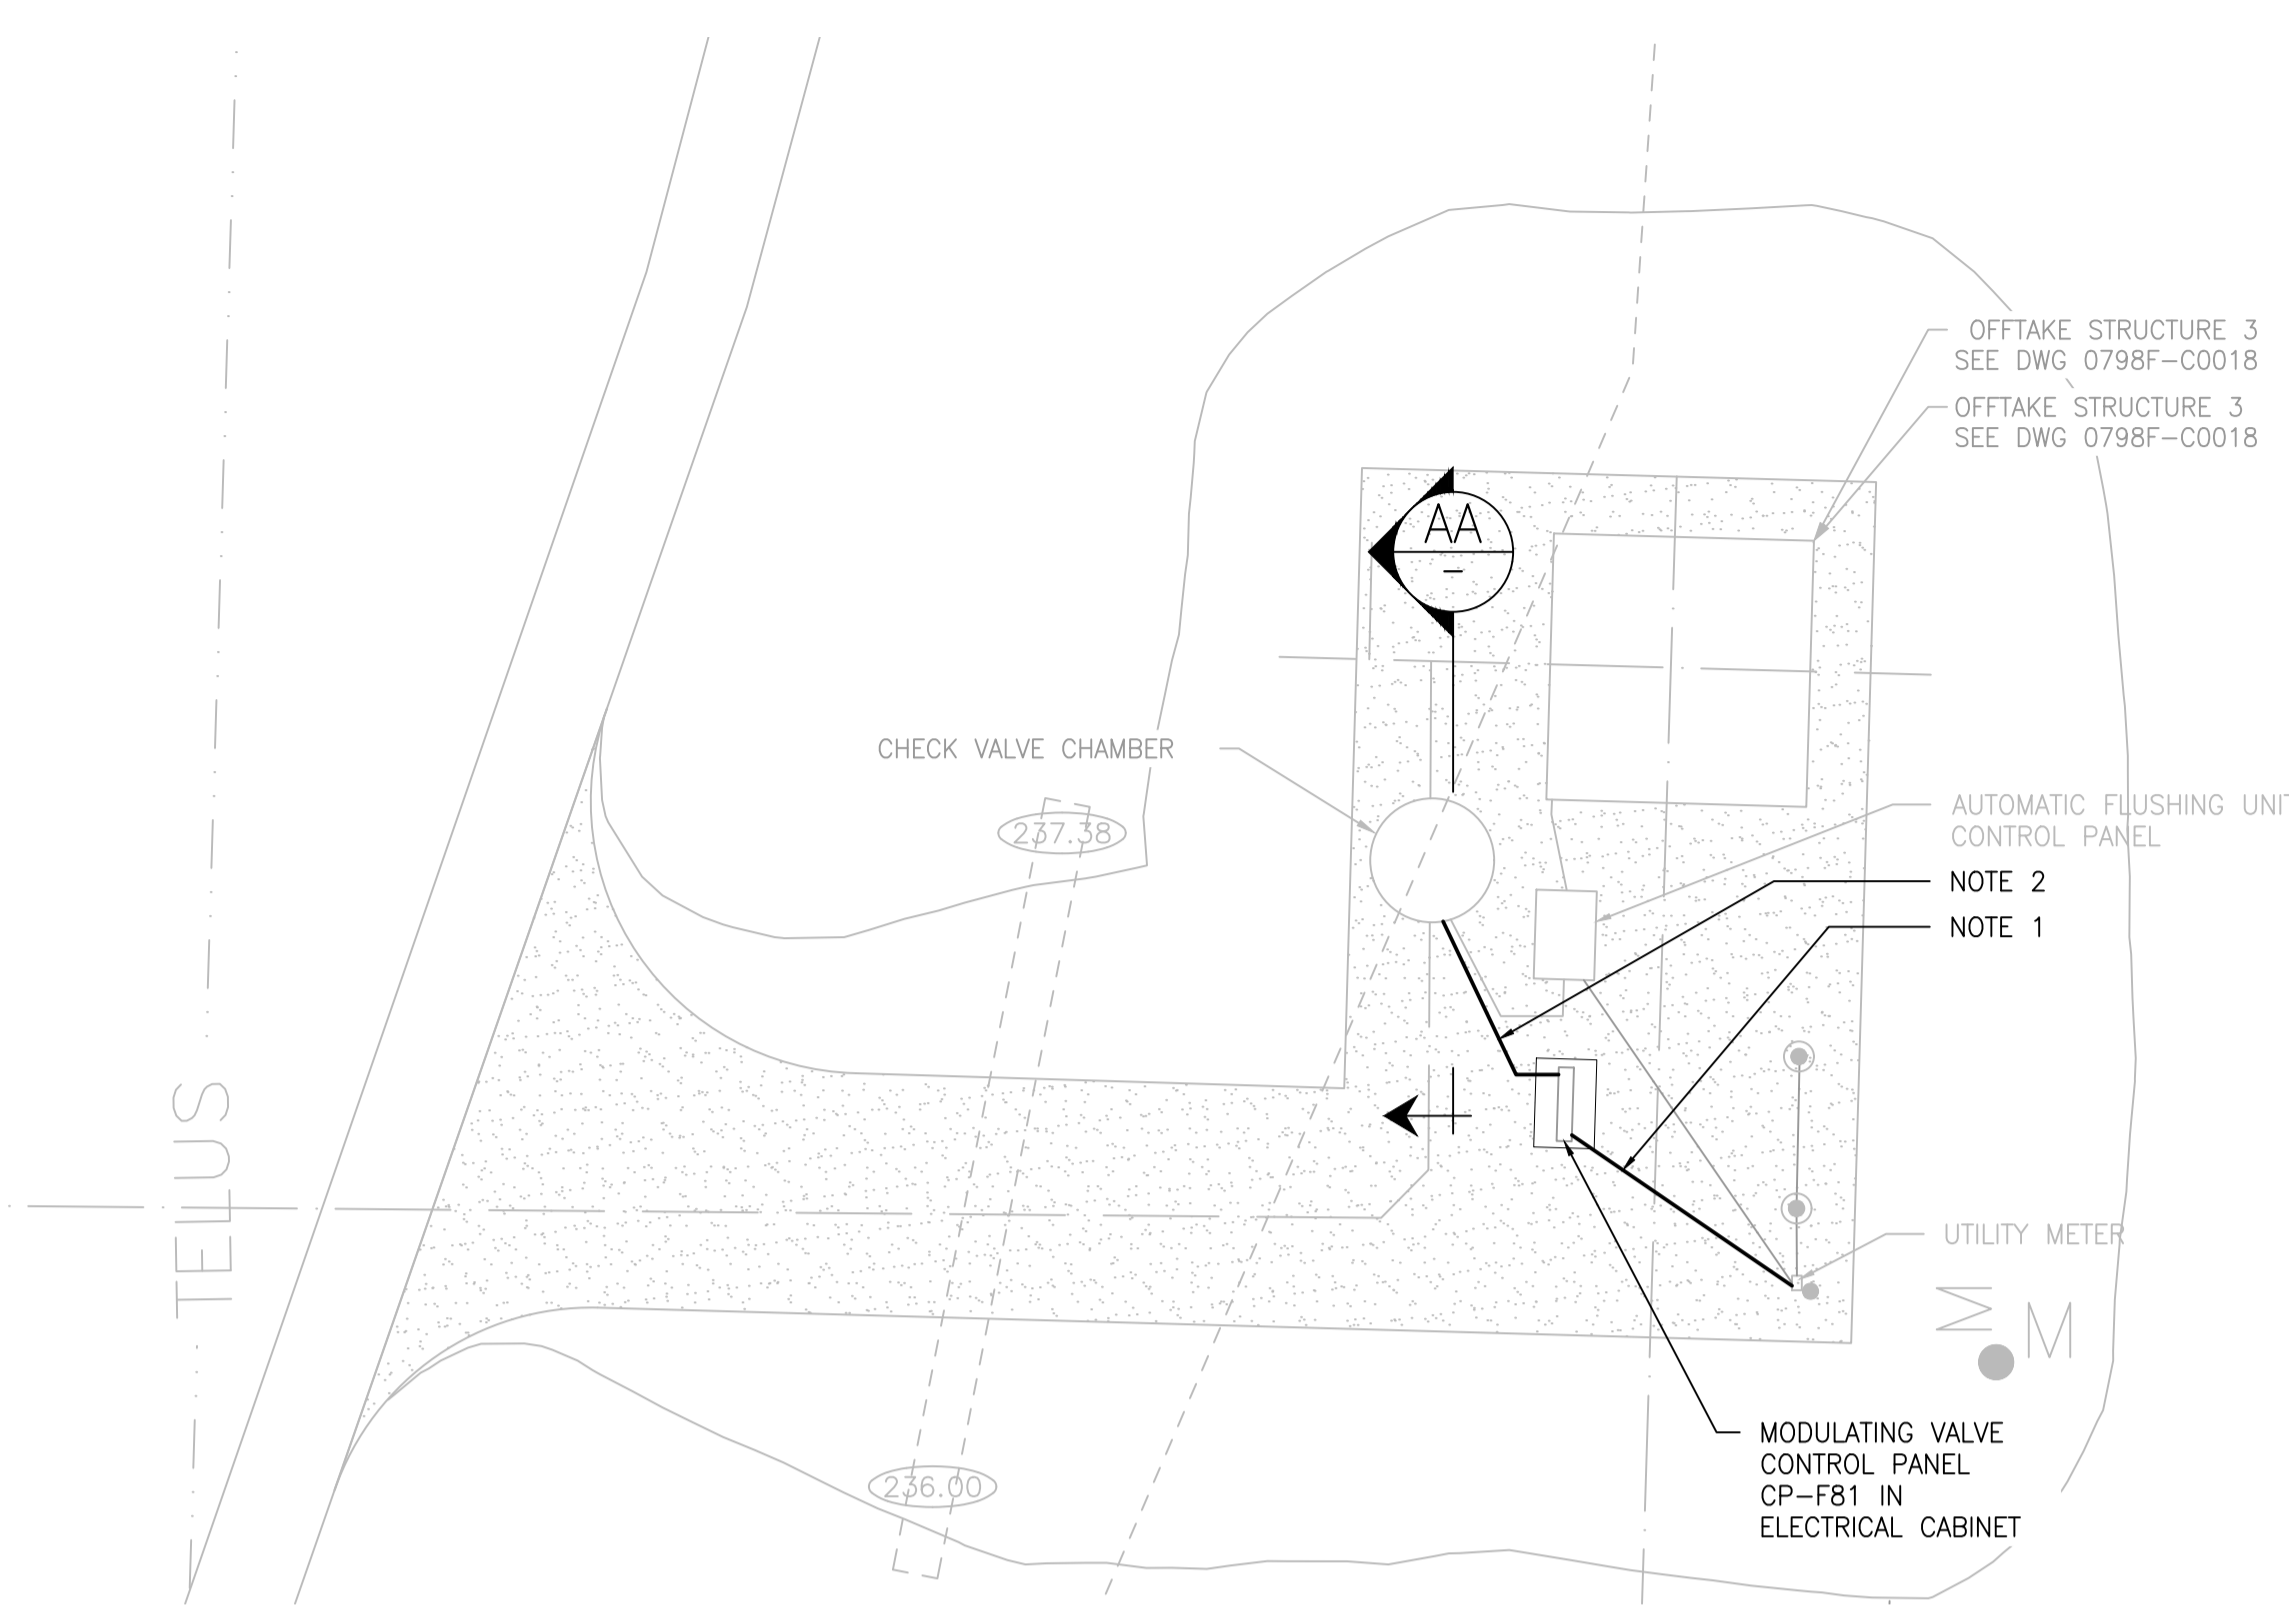 OFFTAKE STRUCTURE 3
SEE DWG 0798F-C0018
OFFTAKE STRUCTURE 3
SEE DWG 0798F-C0018
AA
-
CHECK VALVE CHAMBER
237.38
AUTOMATIC FLUSHING UNIT
CONTROL PANEL
NOTE 2
NOTE 1
TELUS
UTILITY METER
M
M
MODULATING VALVE
CONTROL PANEL
CP-F81 IN
ELECTRICAL CABINET
236.00